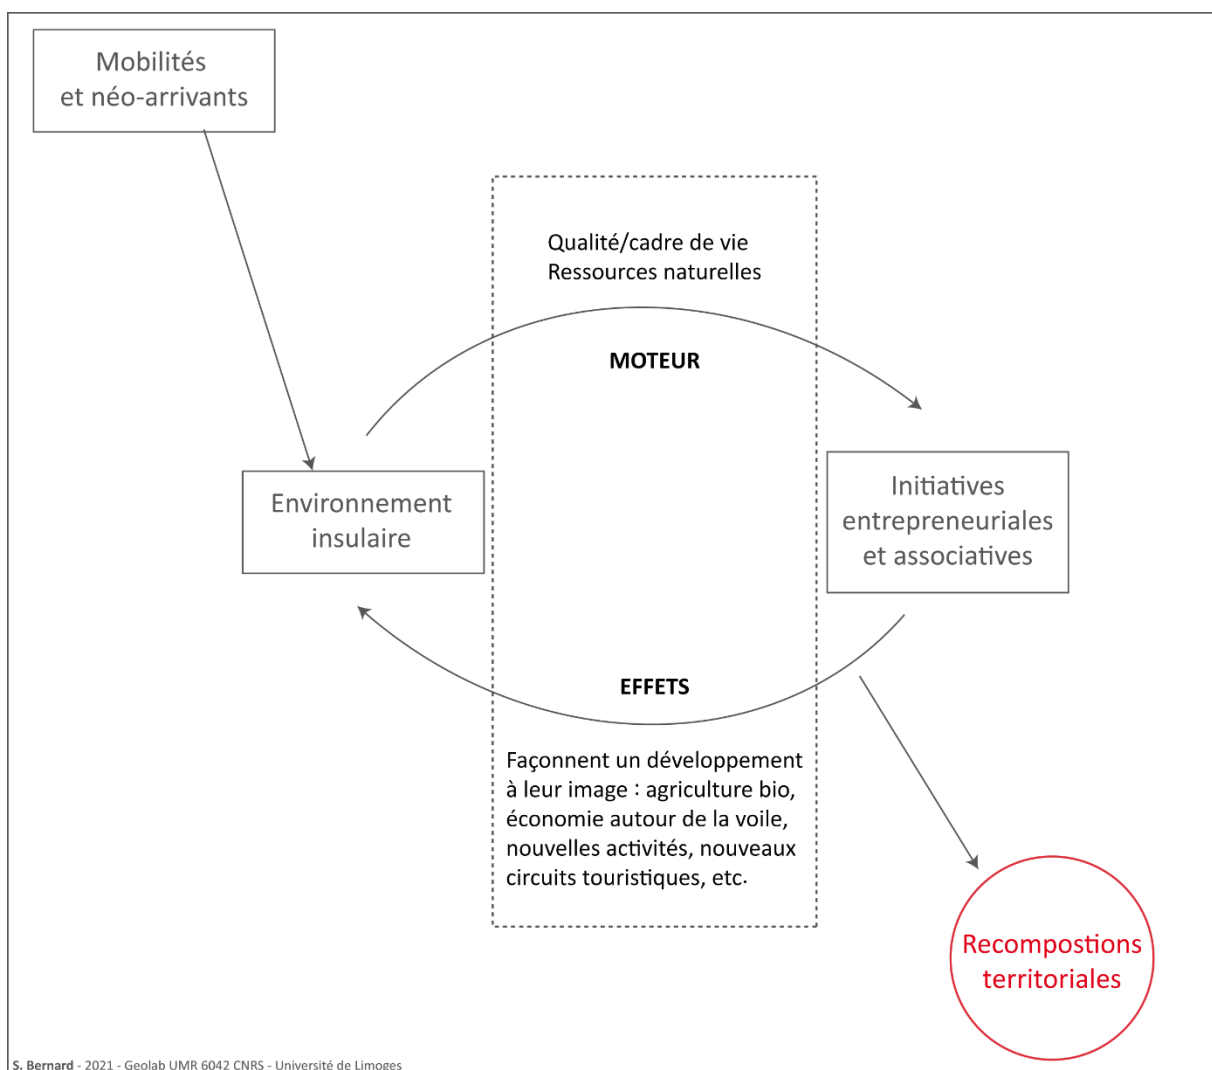 Mobilités
et néo-arrivants
Qualité/cadre de vie
Ressources naturelles
MOTEUR
Environnement
insulaire
Initiatives
entrepreneuriales
et associatives
EFFETS
Façonnent un développement
à leur image : agriculture bio,
économie autour de la voile,
nouvelles activités, nouveaux
circuits touristiques, etc.
Recompostions
territoriales
S. Bernard - 2021 - Geolab UMR 6042 CNRS - Université de Limoges